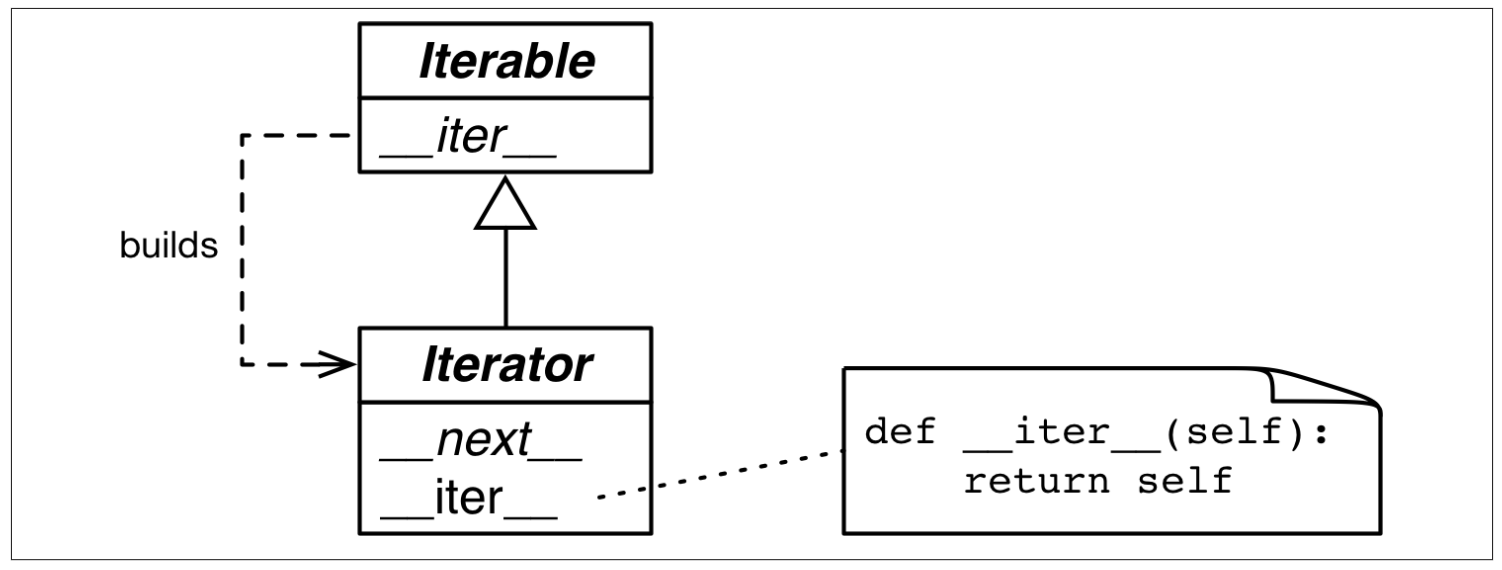 Iterable
__iter__
builds
Iterator
__next__
__iter__
def __iter__(self):
    return self